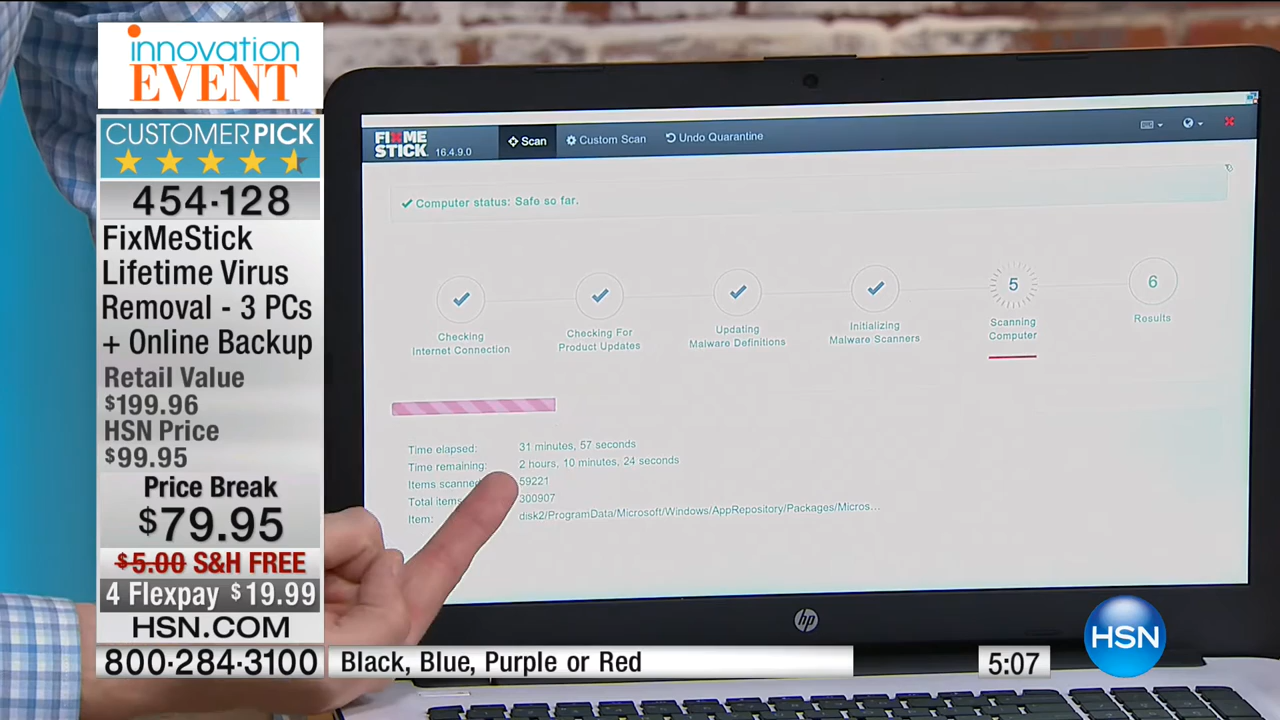 innovation
EVENT
CUSTOMER PICK
454-128
FixMeStick
Lifetime Virus
Removal - 3 PCs
+ Online Backup
Retail Value
$199.96
HSN Price
$99.95
Price Break
$79.95
$5.00 S&H FREE
4 Flexpay $19.99
HSN.COM
800-284-3100
Black, Blue, Purple or Red
5:07
HSN
FIXME
STICK
16.4.9.0
Scan
Custom Scan
Undo Quarantine
Computer status: Safe so far.
Checking
Internet Connection
Checking For
Product Updates
Updating
Malware Definitions
Initializing
Malware Scanners
5
Scanning
Computer
6
Results
Time elapsed: 31 minutes, 57 seconds
Time remaining: 2 hours, 10 minutes, 24 seconds
Items scanned 59221
Total items 300907
Item: disk2/ProgramData/Microsoft/Windows/AppRepository/Packages/Micros...
hp